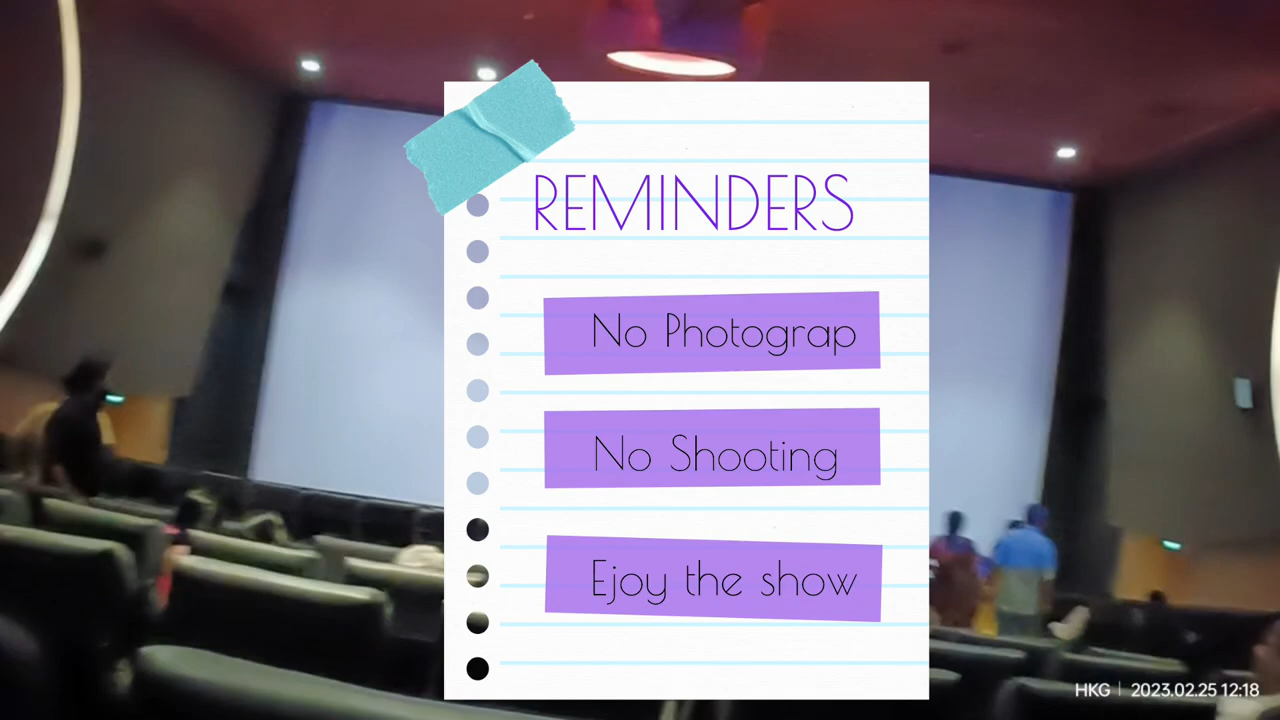 REMINDERS
No Photograp
No Shooting
Ejoy the show
HKG | 2023.02.25 12:18